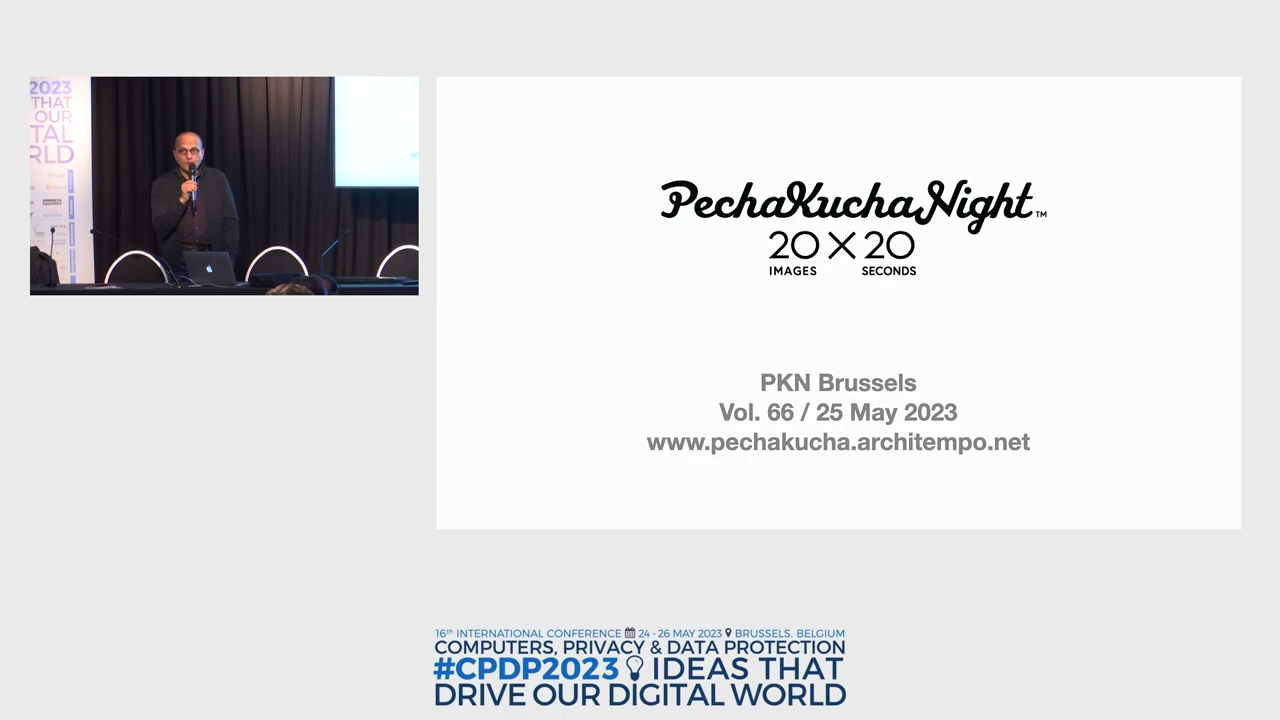 2023
THAT
OUR
TAL
RLD
PechaKuchaNight™
20 X 20
IMAGES SECONDS
PKN Brussels
Vol. 66 / 25 May 2023
www.pechakucha.architempo.net
16th INTERNATIONAL CONFERENCE 24 - 26 MAY 2023 BRUSSELS, BELGIUM
COMPUTERS, PRIVACY & DATA PROTECTION
#CPDP2023 IDEAS THAT
DRIVE OUR DIGITAL WORLD